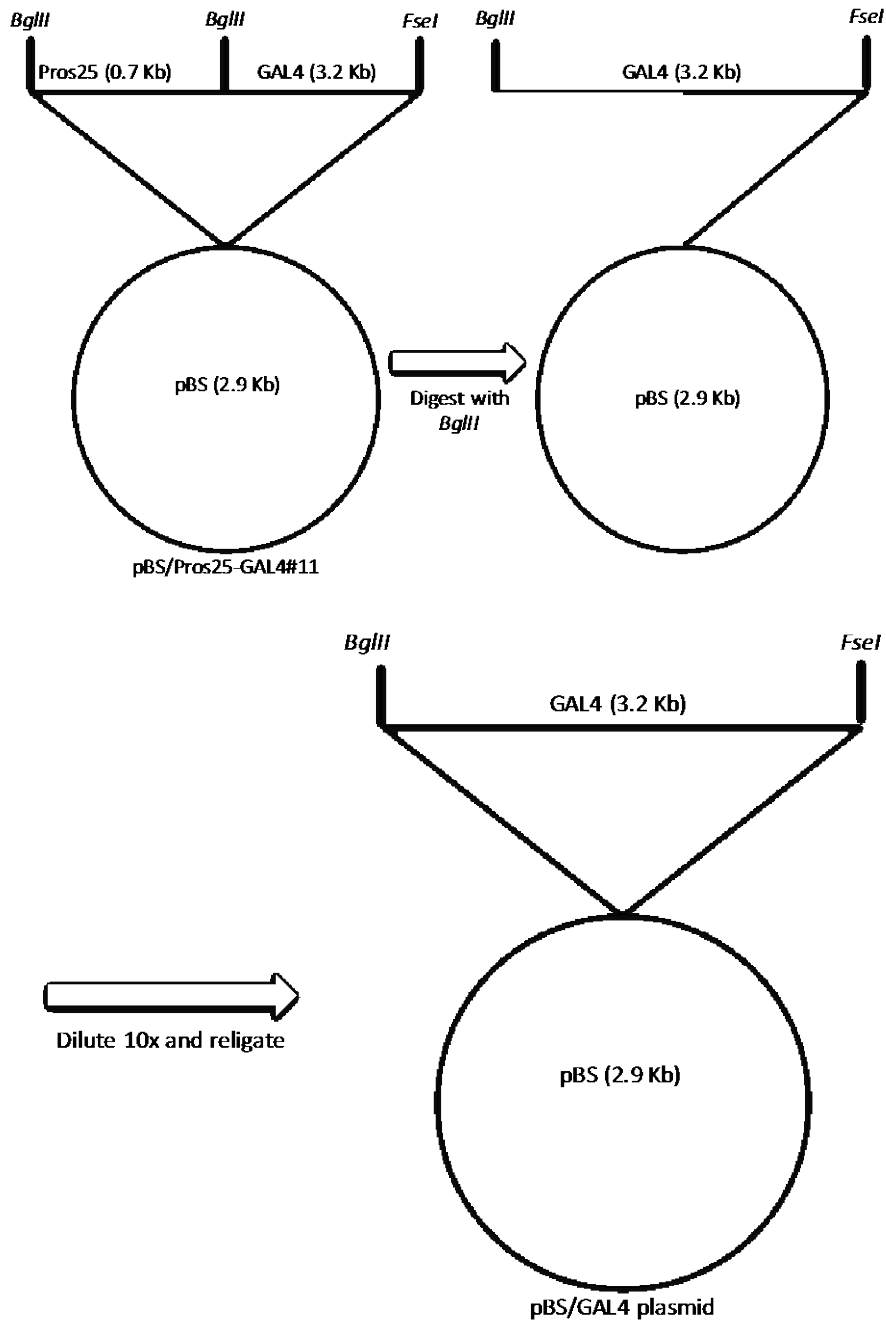 BglII BglII FseI
Pros25 (0.7 Kb) GAL4 (3.2 Kb)
pBS (2.9 Kb)
pBS/Pros25-GAL4#11
Digest with
BglII
BglII FseI
GAL4 (3.2 Kb)
pBS (2.9 Kb)
Dilute 10x and religate
BglII FseI
GAL4 (3.2 Kb)
pBS (2.9 Kb)
pBS/GAL4 plasmid